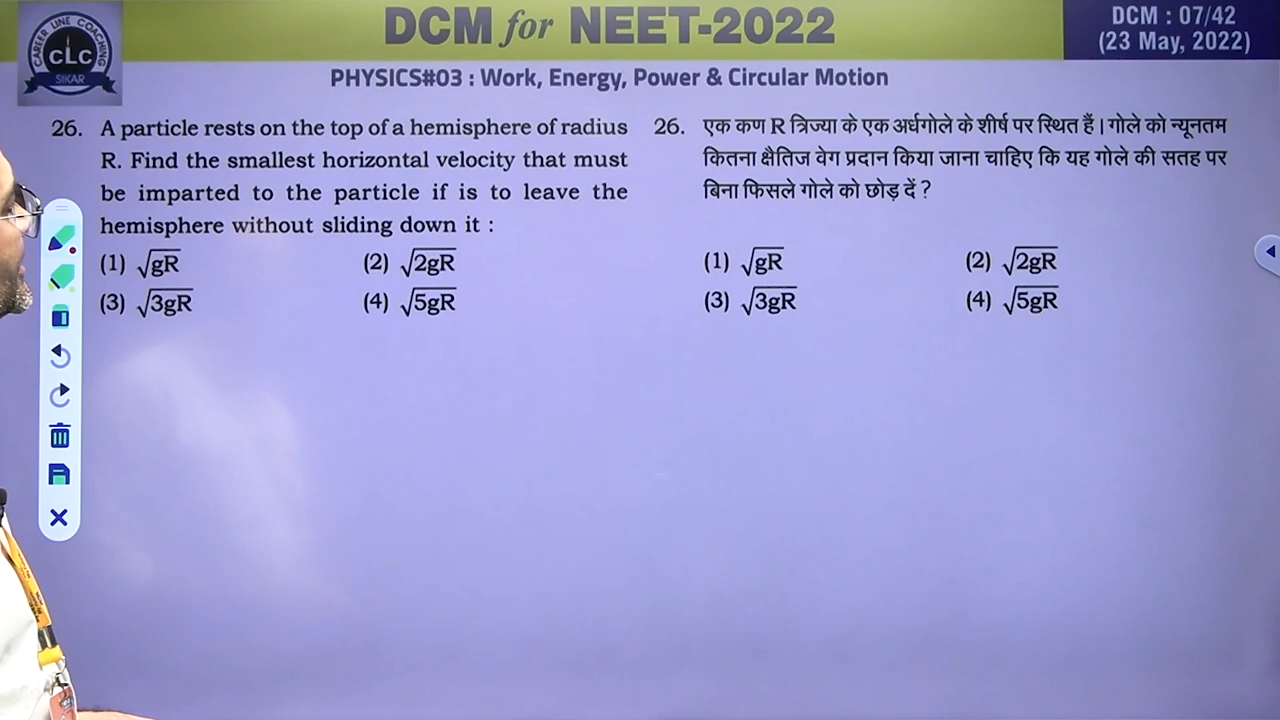 DCM for NEET-2022
DCM : 07/42
(23 May, 2022)
CAREER LINE COACHING
CLC
SIKAR
PHYSICS#03 : Work, Energy, Power & Circular Motion
26. A particle rests on the top of a hemisphere of radius
R. Find the smallest horizontal velocity that must
be imparted to the particle if is to leave the
hemisphere without sliding down it :
(1) √gR (2) √2gR
(3) √3gR (4) √5gR
26. एक कण R त्रिज्या के एक अर्धगोले के शीर्ष पर स्थित हैं। गोले को न्यूनतम
कितना क्षैतिज वेग प्रदान किया जाना चाहिए कि यह गोले की सतह पर
बिना फिसले गोले को छोड़ दें ?
(1) √gR (2) √2gR
(3) √3gR (4) √5gR